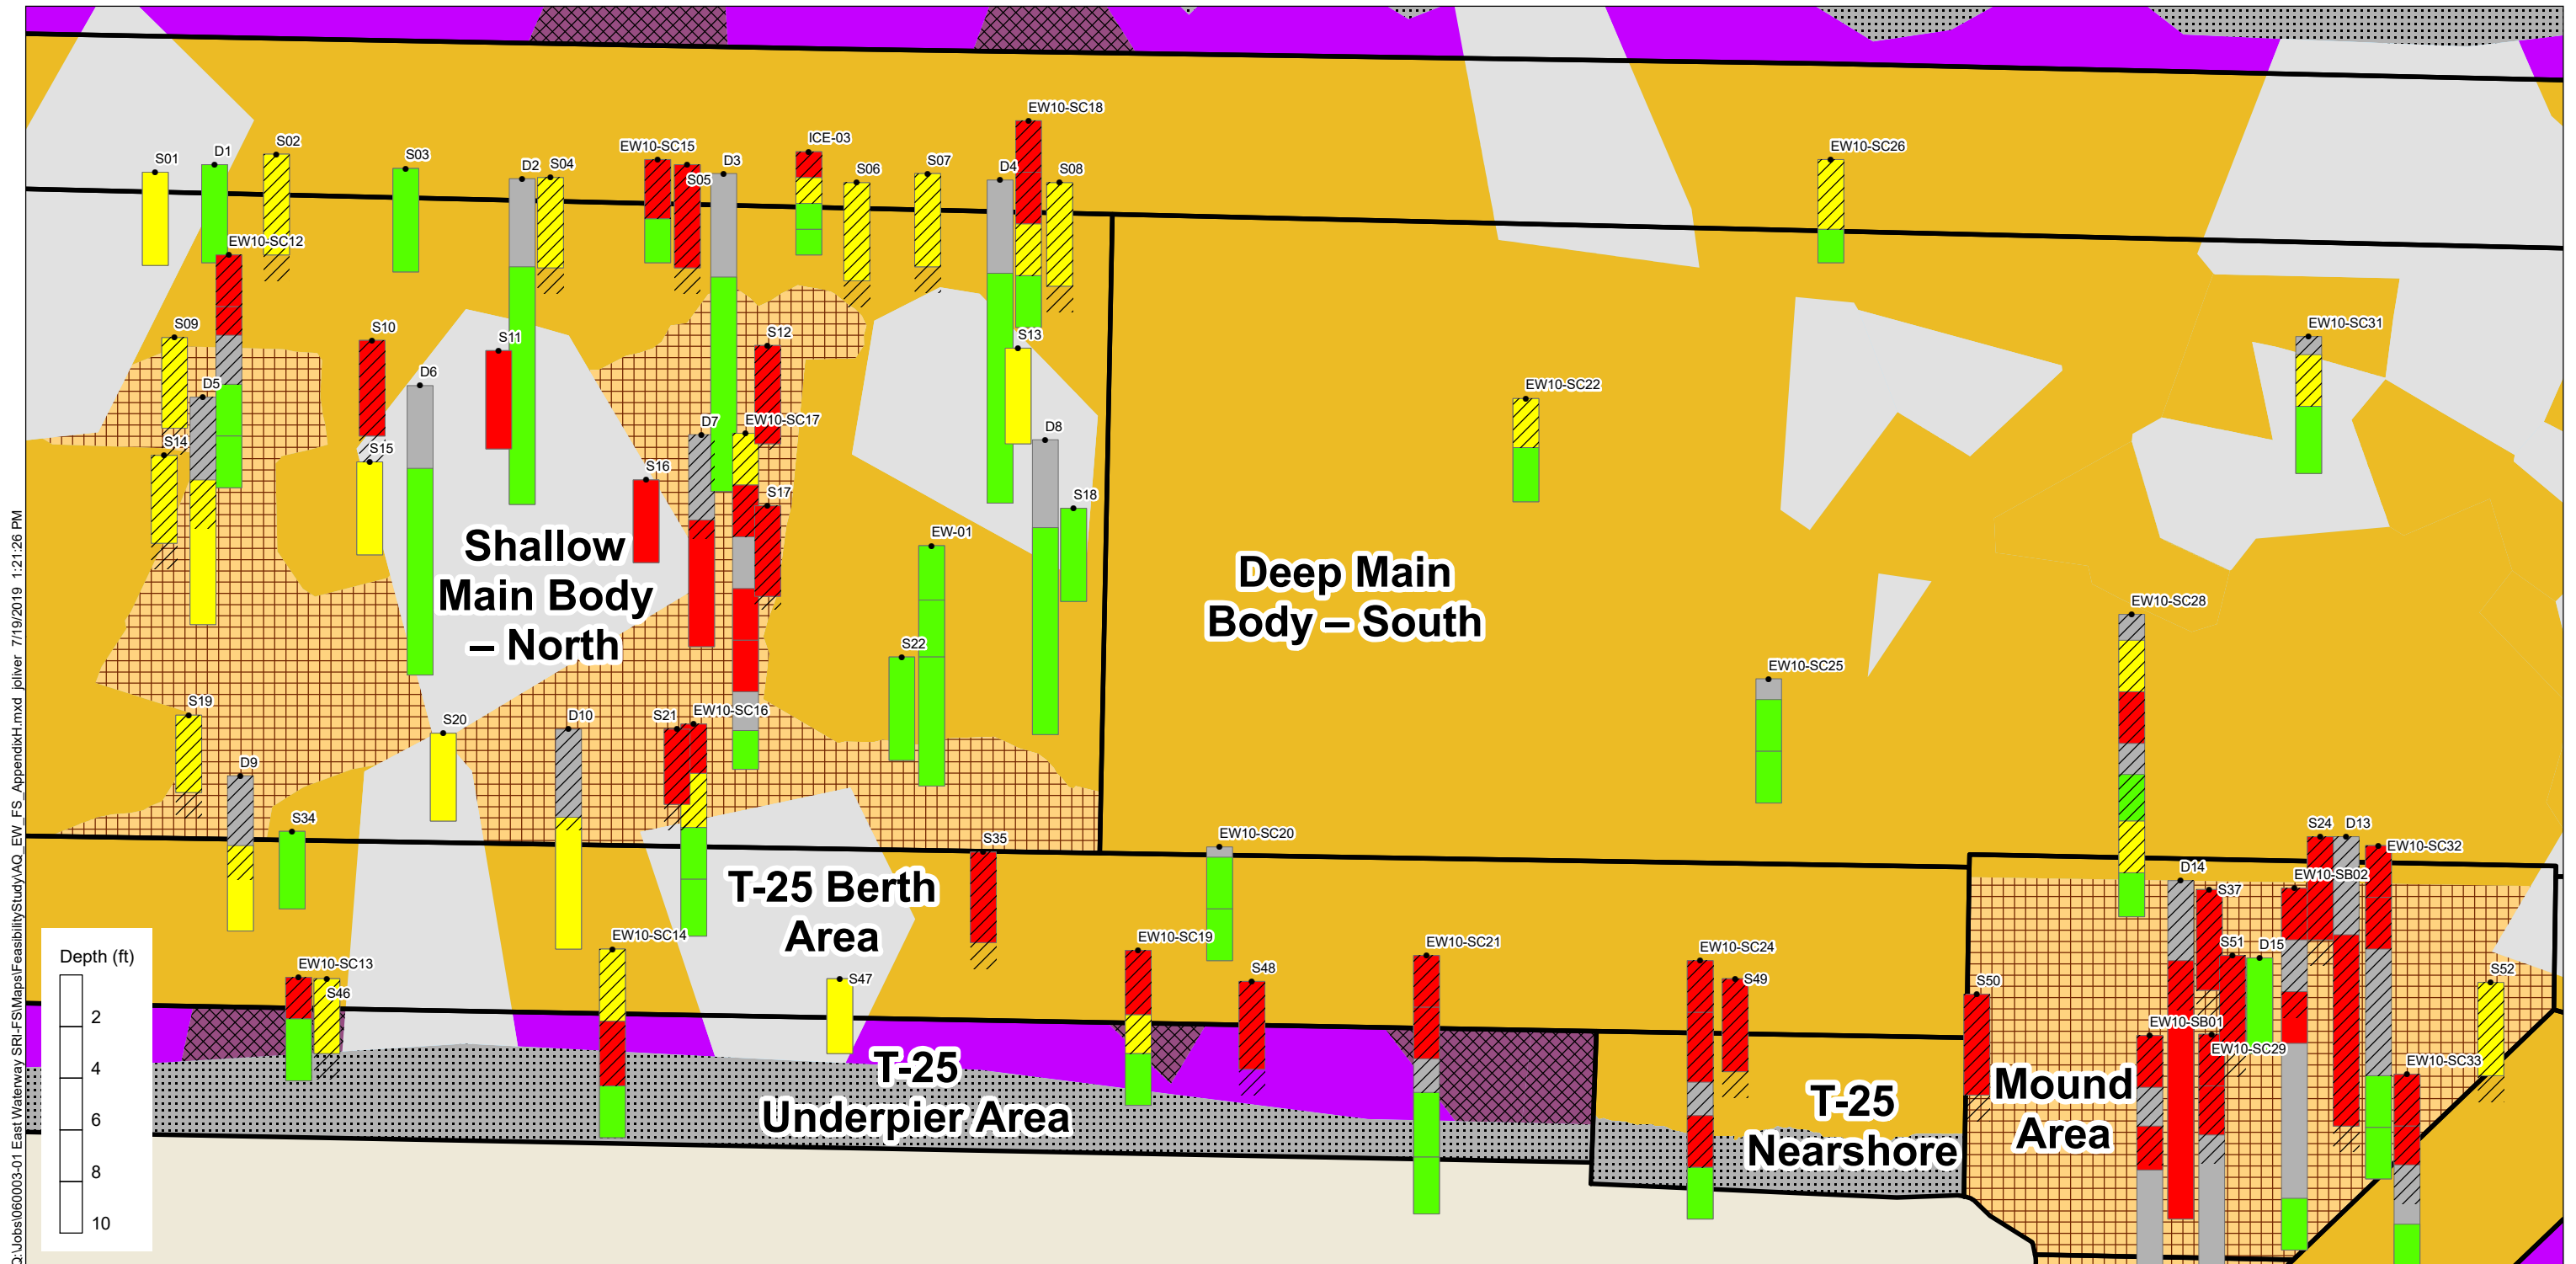 EW10-SC18
ICE-03
EW10-SC15
EW10-SC26
S02
D1
S01
S03
D2
S04
D3
S05
S06
S07
D4
S08
EW10-SC12
S09
S10
S11
S12
S13
EW10-SC31
D5
D6
EW10-SC22
D7
EW10-SC17
D8
S14
S15
S16
S17
S18
EW-01
Shallow
Main Body
– North
Deep Main
Body – South
EW10-SC28
S22
EW10-SC25
S19
S20
D10
S21
EW10-SC16
D9
S34
S35
EW10-SC20
S24
D13
EW10-SC32
D14
EW10-SB02
S37
T-25 Berth
Area
EW10-SC14
EW10-SC19
EW10-SC21
EW10-SC24
S51
D15
EW10-SC13
S46
S47
S48
S49
S50
S52
EW10-SB01
EW10-SC29
EW10-SC33
T-25
Underpier Area
T-25
Nearshore
Mound
Area
Depth (ft)
2
4
6
8
10
Q:\Jobs\060003-01 East Waterway SRI-FS\Maps\FeasibilityStudy\AQ_EW_FS_AppendixH.mxd joliver 7/19/2019 1:21:26 PM